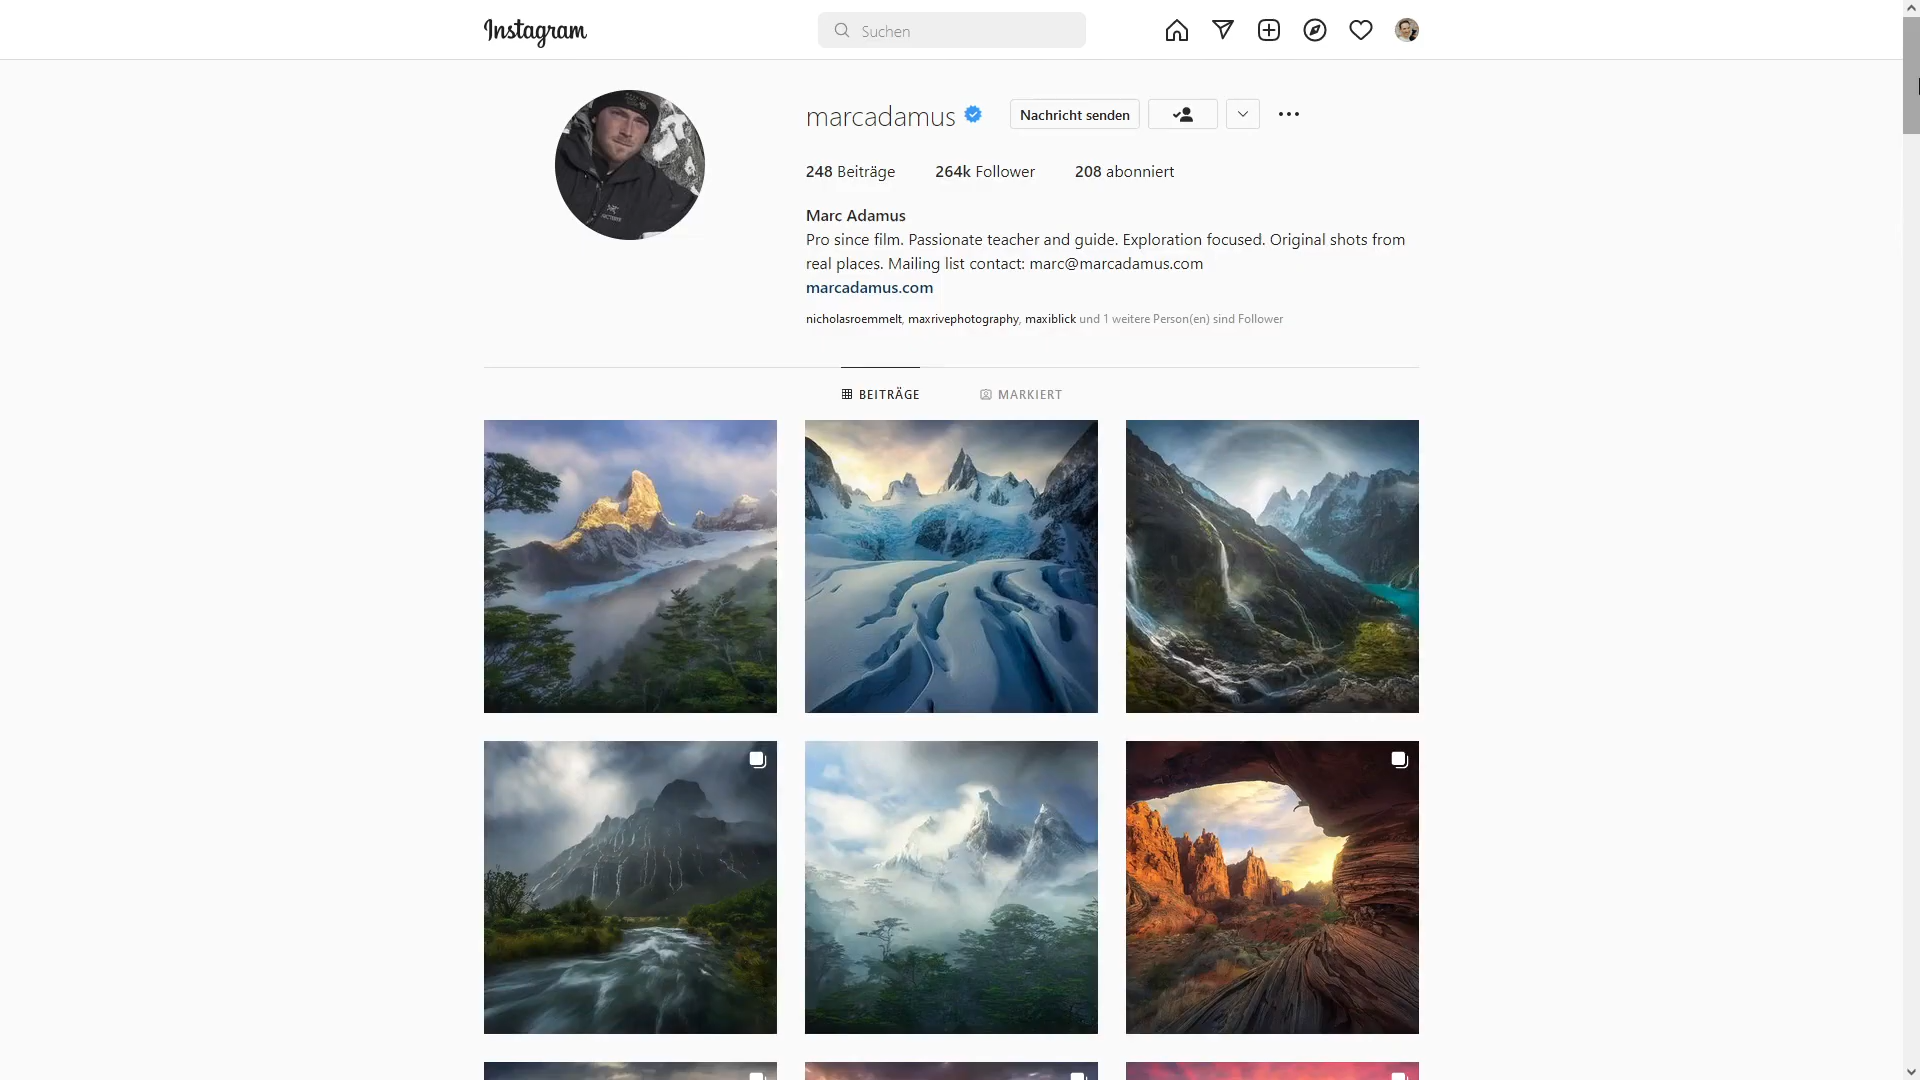 Instagram
Suchen
marcadamus
Nachricht senden
248 Beiträge
264k Follower
208 abonniert
Marc Adamus
Pro since film. Passionate teacher and guide. Exploration focused. Original shots from
real places. Mailing list contact: marc@marcadamus.com
marcadamus.com
nicholasroemmelt, maxrivephotography, maxiblick und 1 weitere Person(en) sind Follower
BEITRÄGE
MARKIERT